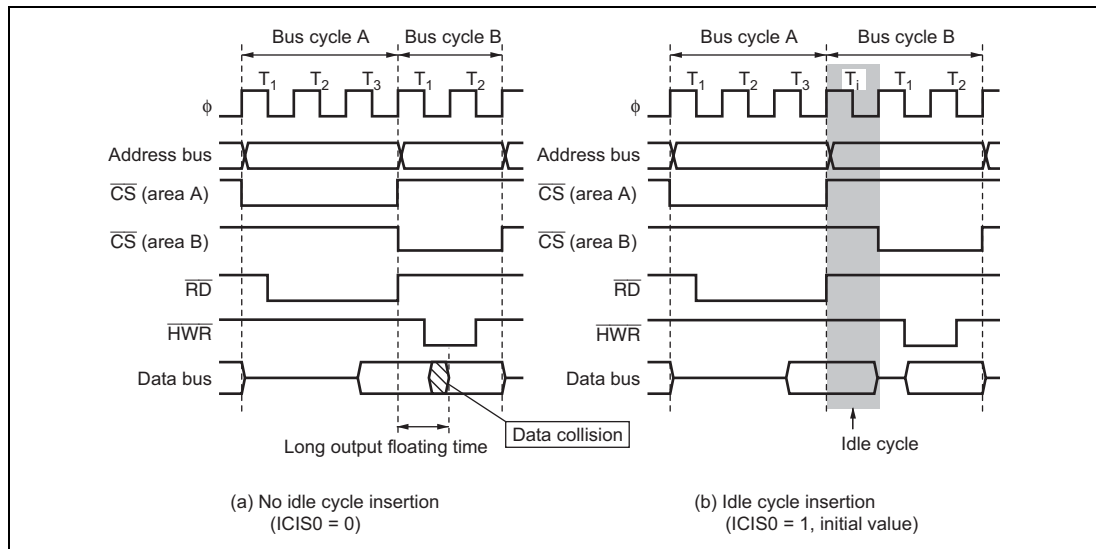 Bus cycle A Bus cycle B
T1 T2 T3 T1 T2
ϕ
Address bus
CS (area A)
CS (area B)
RD
HWR
Data bus
Data collision
Long output floating time
(a) No idle cycle insertion
(ICIS0 = 0)
Bus cycle A Bus cycle B
T1 T2 T3 Ti T1 T2
ϕ
Address bus
CS (area A)
CS (area B)
RD
HWR
Data bus
Idle cycle
(b) Idle cycle insertion
(ICIS0 = 1, initial value)